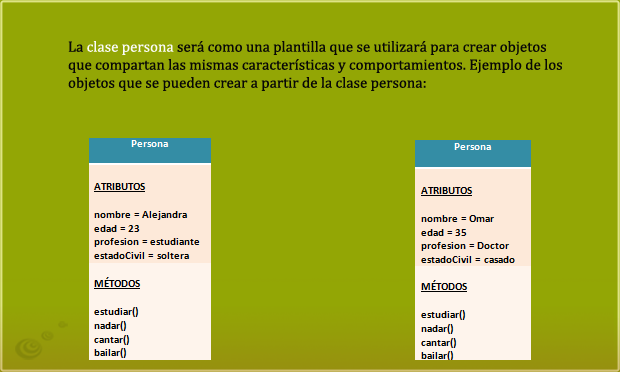 La clase persona será como una plantilla que se utilizará para crear objetos
que compartan las mismas características y comportamientos. Ejemplo de los
objetos que se pueden crear a partir de la clase persona:
Persona
ATRIBUTOS
nombre = Alejandra
edad = 23
profesion = estudiante
estadoCivil = soltera
MÉTODOS
estudiar()
nadar()
cantar()
bailar()
Persona
ATRIBUTOS
nombre = Omar
edad = 35
profesion = Doctor
estadoCivil = casado
MÉTODOS
estudiar()
nadar()
cantar()
bailar()